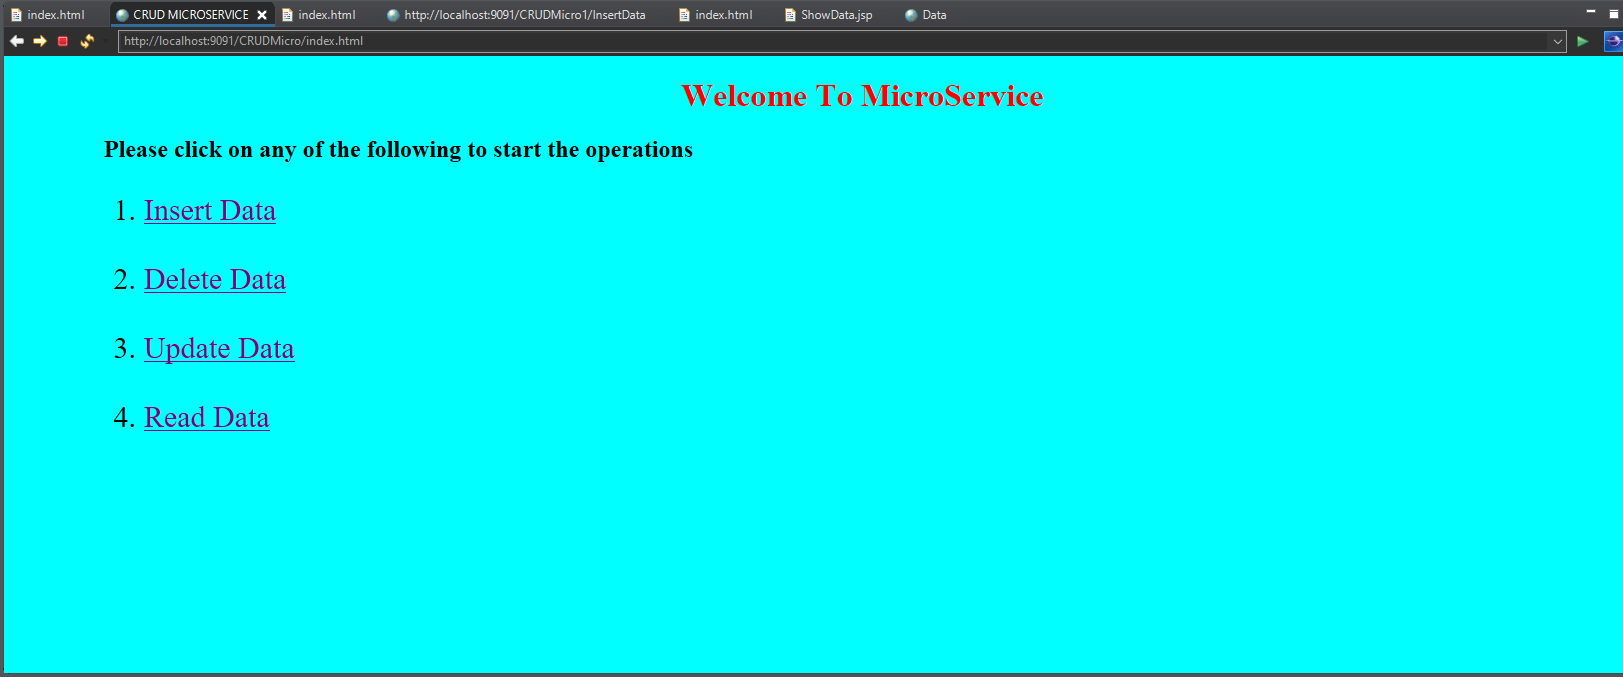 index.html CRUD MICROSERVICE index.html http://localhost:9091/CRUDMicro1/InsertData index.html ShowData.jsp Data
http://localhost:9091/CRUDMicro/index.html
Welcome To MicroService
Please click on any of the following to start the operations
1. Insert Data
2. Delete Data
3. Update Data
4. Read Data